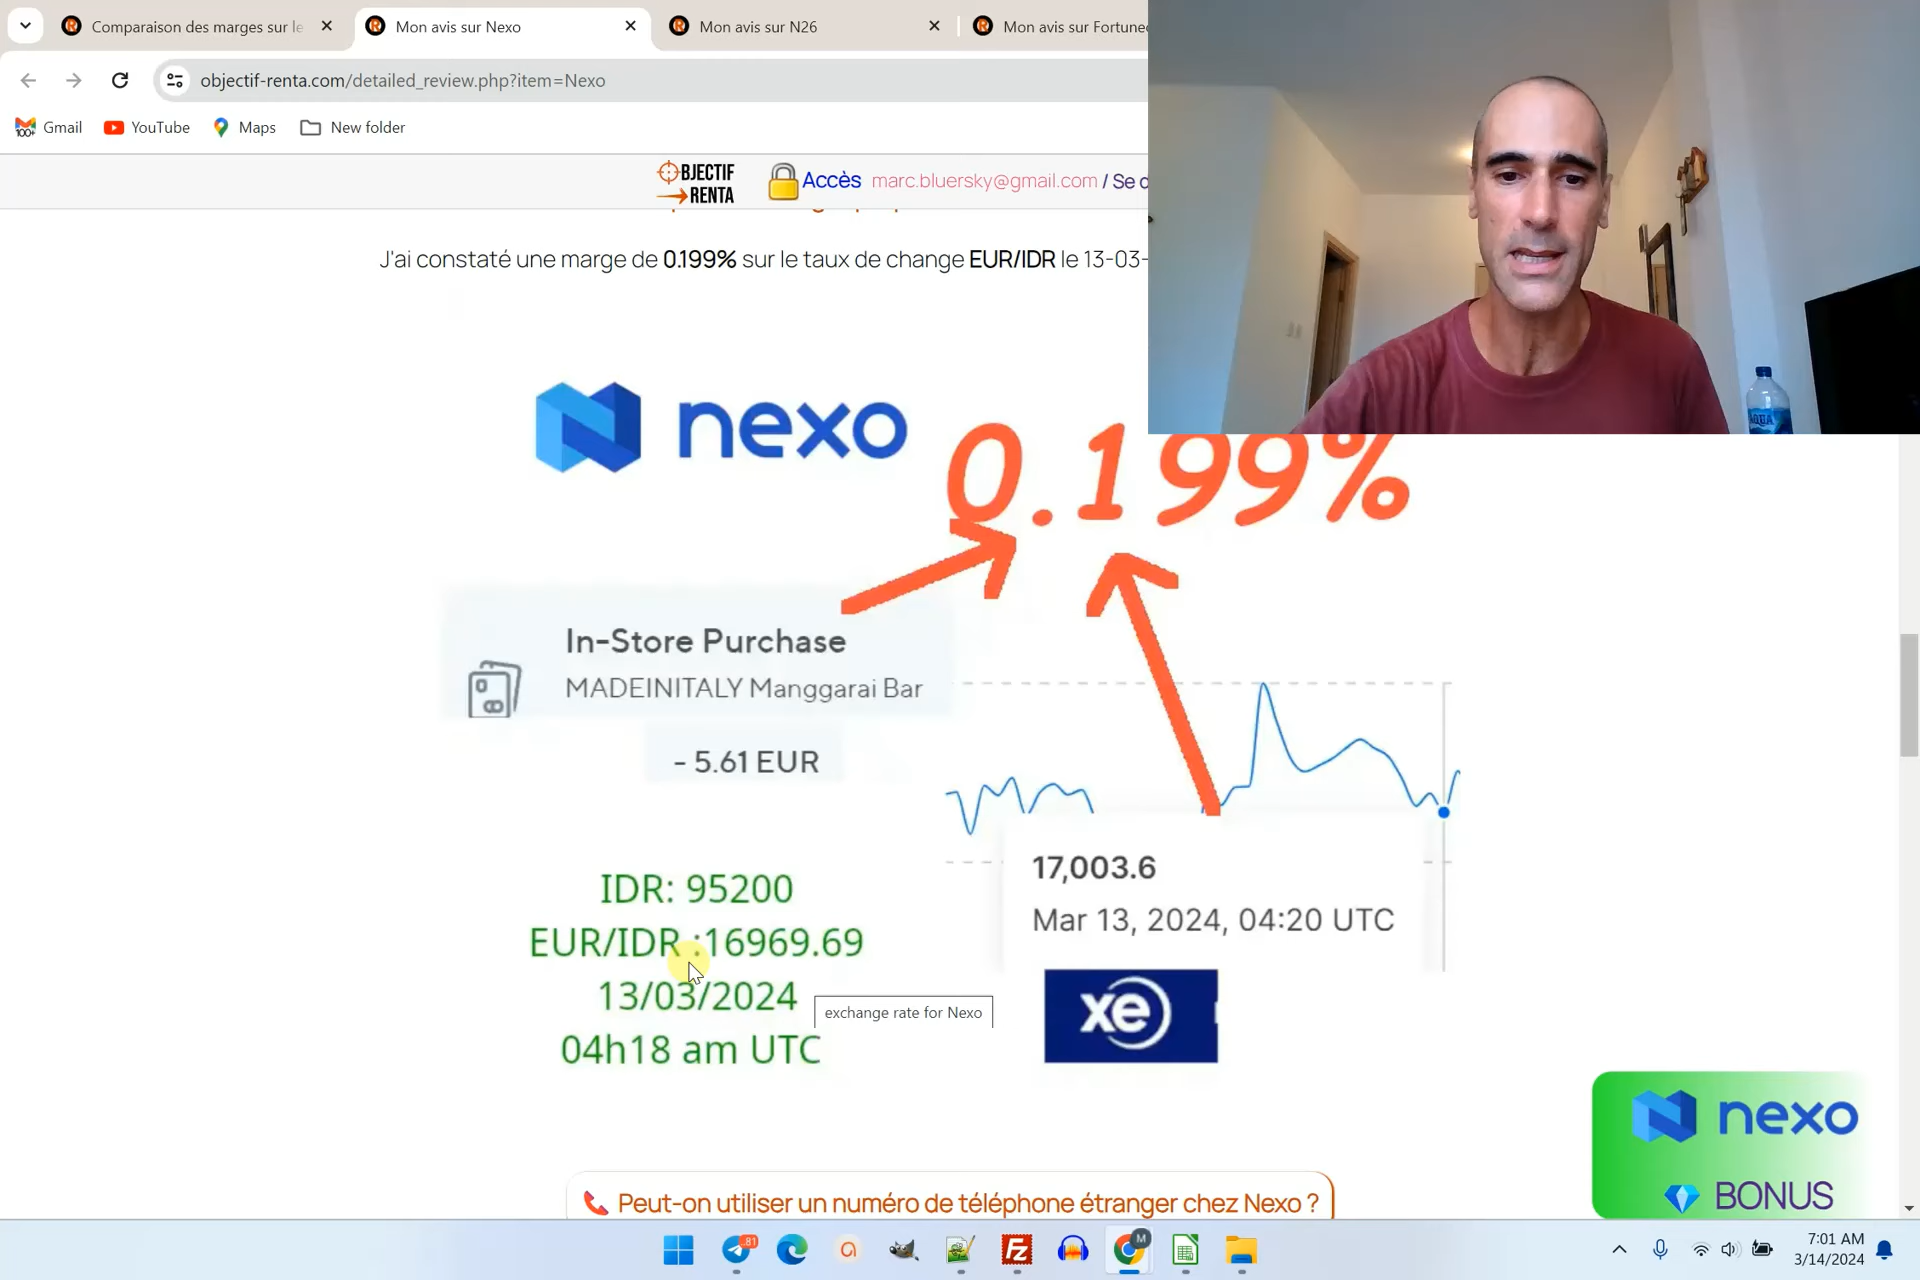 Comparaison des marges sur le
Mon avis sur Nexo
Mon avis sur N26
Mon avis sur Fortune
objectif-renta.com/detailed_review.php?item=Nexo
Gmail
YouTube
Maps
New folder
BJECTIF
RENTA
Accès
marc.bluersky@gmail.com / Se
J'ai constaté une marge de 0.199% sur le taux de change EUR/IDR le 13-03-
nexo
0.199%
In-Store Purchase
MADEINITALY Manggarai Bar
- 5.61 EUR
IDR: 95200
EUR/IDR :16969.69
13/03/2024
04h18 am UTC
17,003.6
Mar 13, 2024, 04:20 UTC
xe
exchange rate for Nexo
nexo
BONUS
Peut-on utiliser un numéro de téléphone étranger chez Nexo ?
AQUA
81
M
7:01 AM
3/14/2024